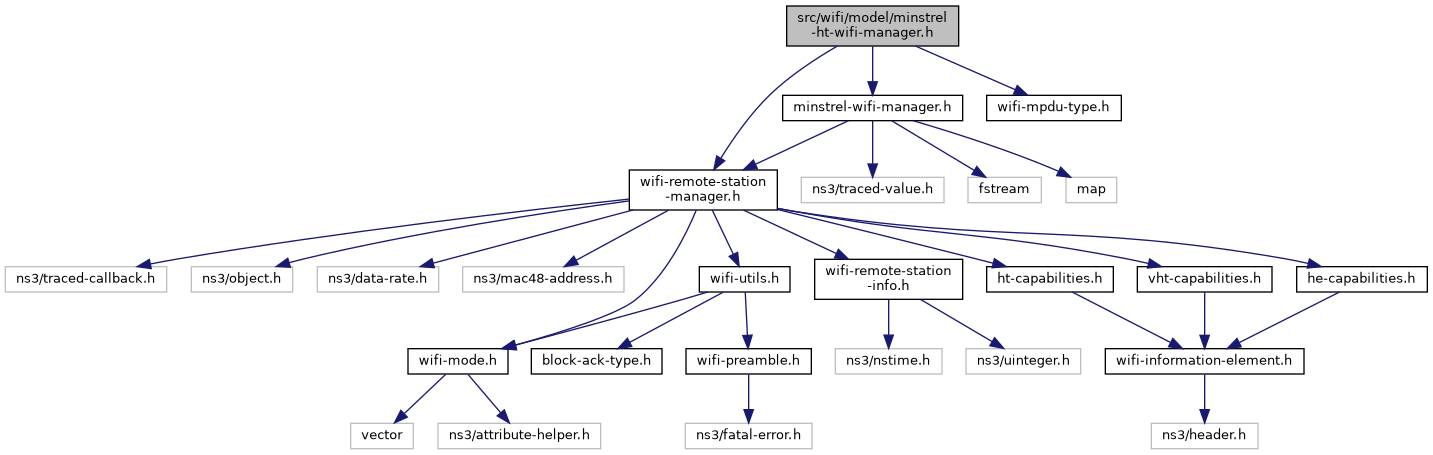 src/wifi/model/minstrel
-ht-wifi-manager.h
minstrel-wifi-manager.h
wifi-mpdu-type.h
wifi-remote-station
-manager.h
ns3/traced-value.h
fstream
map
ns3/traced-callback.h
ns3/object.h
ns3/data-rate.h
ns3/mac48-address.h
wifi-utils.h
wifi-remote-station
-info.h
ht-capabilities.h
vht-capabilities.h
he-capabilities.h
wifi-mode.h
block-ack-type.h
wifi-preamble.h
ns3/nstime.h
ns3/uinteger.h
wifi-information-element.h
vector
ns3/attribute-helper.h
ns3/fatal-error.h
ns3/header.h